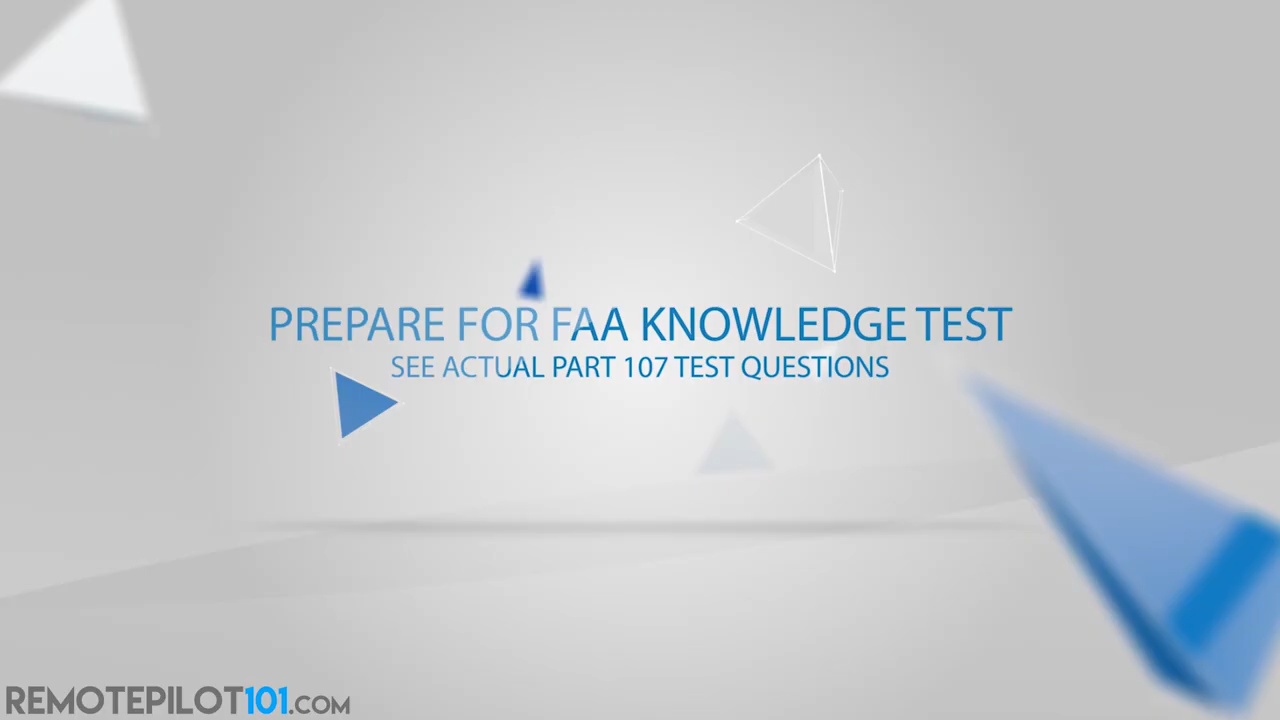 PREPARE FOR FAA KNOWLEDGE TEST
SEE ACTUAL PART 107 TEST QUESTIONS
REMOTEPILOT101.COM